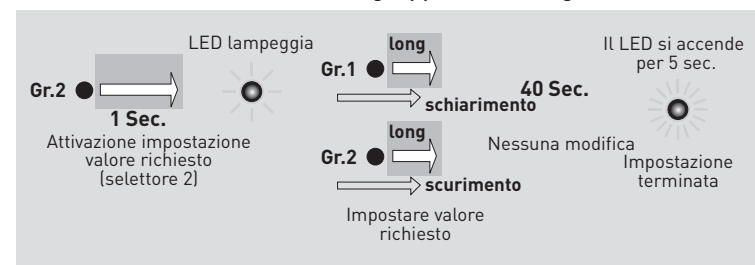 Gr.2
1 Sec.
Attivazione impostazione
valore richiesto
(selettore 2)
LED lampeggia
long
Gr.1
schiarimento
long
Gr.2
scurimento
Impostare valore
richiesto
40 Sec.
Nessuna modifica
Il LED si accende
per 5 sec.
Impostazione
terminata